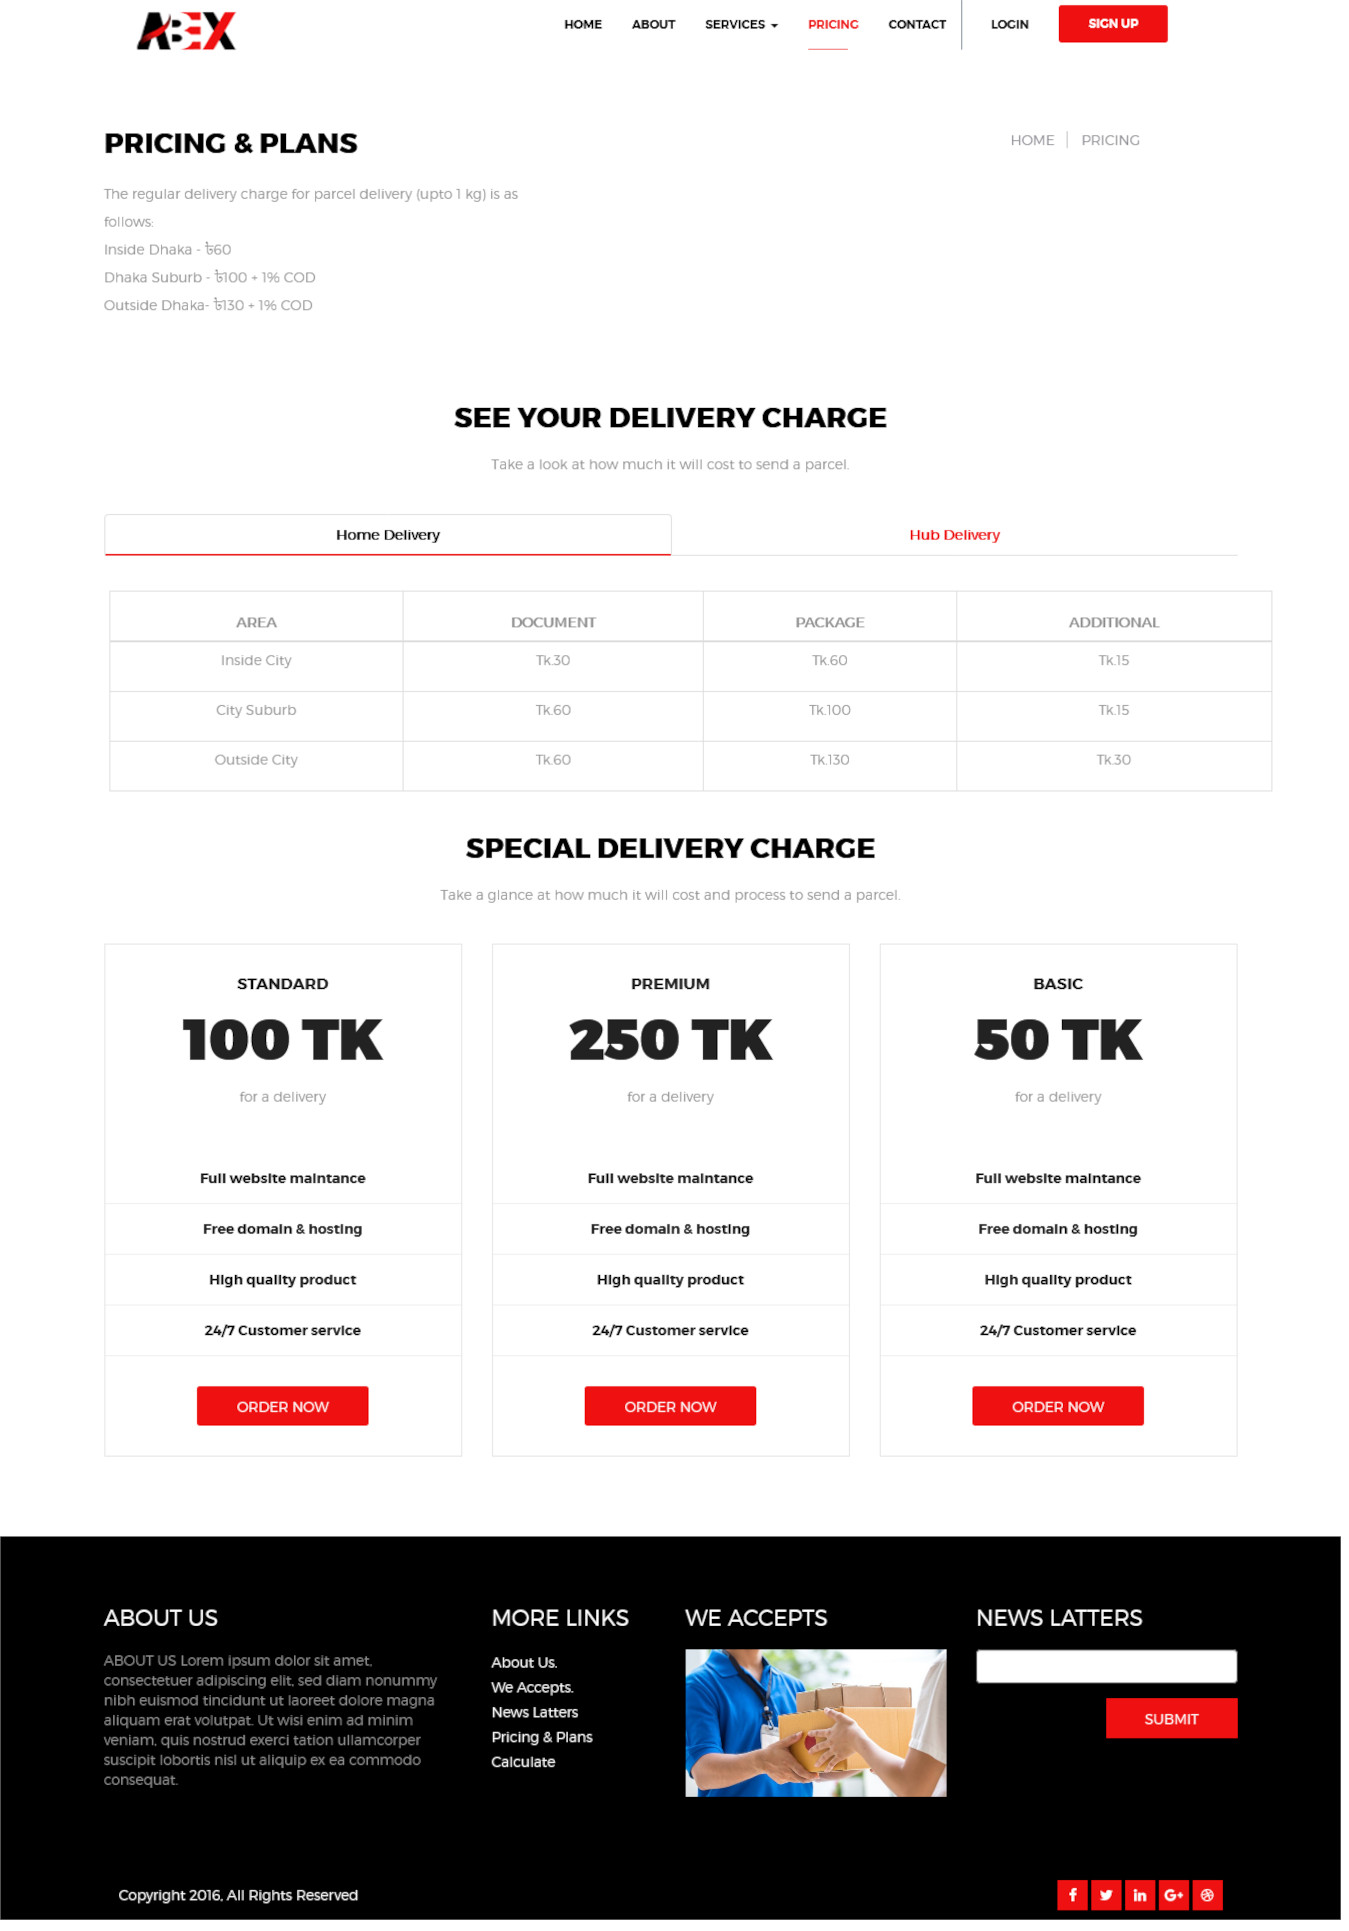 ABEX
HOME ABOUT SERVICES PRICING CONTACT LOGIN SIGN UP
PRICING & PLANS
HOME PRICING
The regular delivery charge for parcel delivery (upto 1 kg) is as
follows:
Inside Dhaka - ৳60
Dhaka Suburb - ৳100 + 1% COD
Outside Dhaka- ৳130 + 1% COD
SEE YOUR DELIVERY CHARGE
Take a look at how much it will cost to send a parcel.
Home Delivery Hub Delivery
AREA DOCUMENT PACKAGE ADDITIONAL
Inside City Tk.30 Tk.60 Tk.15
City Suburb Tk.60 Tk.100 Tk.15
Outside City Tk.60 Tk.130 Tk.30
SPECIAL DELIVERY CHARGE
Take a glance at how much it will cost and process to send a parcel.
STANDARD
100 TK
for a delivery
Full website maintance
Free domain & hosting
High quality product
24/7 Customer service
ORDER NOW
PREMIUM
250 TK
for a delivery
Full website maintance
Free domain & hosting
High quality product
24/7 Customer service
ORDER NOW
BASIC
50 TK
for a delivery
Full website maintance
Free domain & hosting
High quality product
24/7 Customer service
ORDER NOW
ABOUT US
ABOUT US Lorem ipsum dolor sit amet,
consectetuer adipiscing elit, sed diam nonummy
nibh euismod tincidunt ut laoreet dolore magna
aliquam erat volutpat. Ut wisi enim ad minim
veniam, quis nostrud exerci tation ullamcorper
suscipit lobortis nisl ut aliquip ex ea commodo
consequat.
MORE LINKS
About Us.
We Accepts.
News Latters
Pricing & Plans
Calculate
WE ACCEPTS
NEWS LATTERS
SUBMIT
Copyright 2016, All Rights Reserved